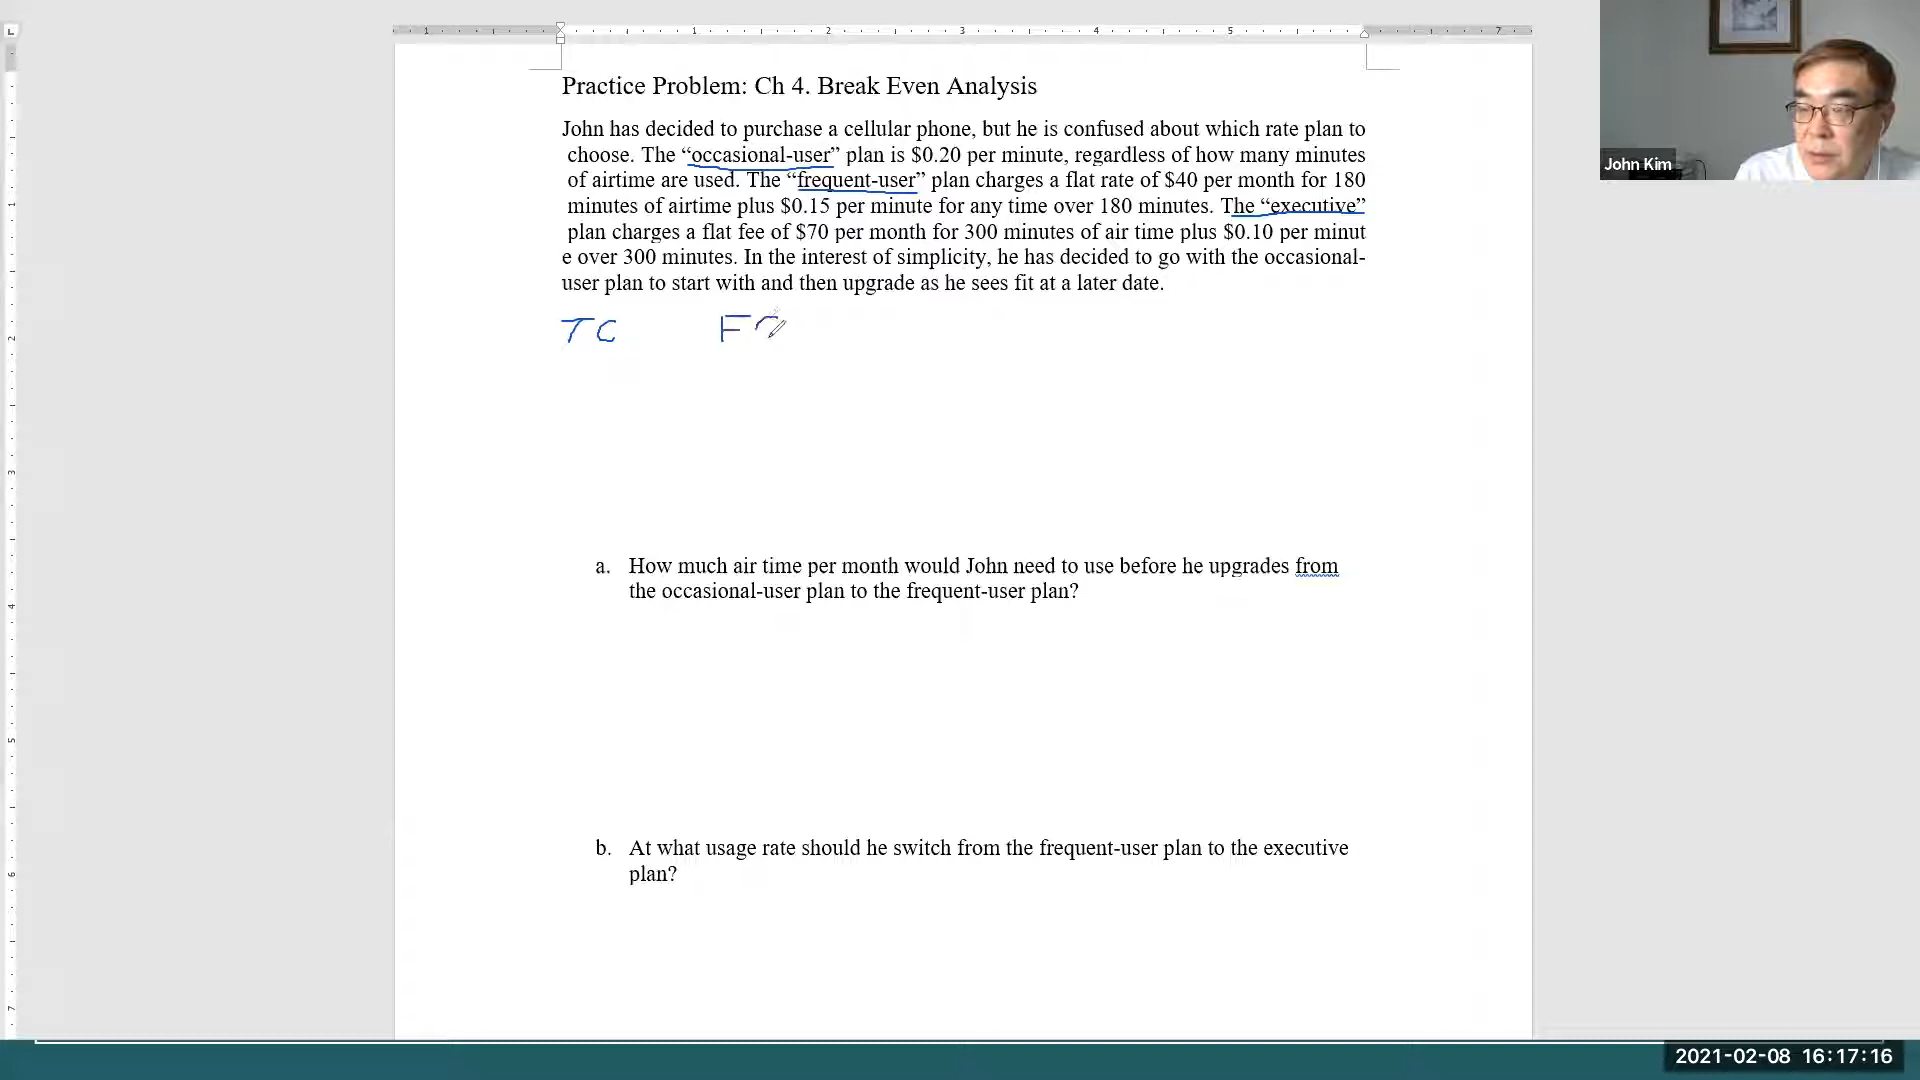 Practice Problem: Ch 4. Break Even Analysis
John has decided to purchase a cellular phone, but he is confused about which rate plan to
choose. The “occasional-user” plan is $0.20 per minute, regardless of how many minutes
of airtime are used. The “frequent-user” plan charges a flat rate of $40 per month for 180
minutes of airtime plus $0.15 per minute for any time over 180 minutes. The “executive”
plan charges a flat fee of $70 per month for 300 minutes of air time plus $0.10 per minut
e over 300 minutes. In the interest of simplicity, he has decided to go with the occasional-
user plan to start with and then upgrade as he sees fit at a later date.
TC F
a. How much air time per month would John need to use before he upgrades from
the occasional-user plan to the frequent-user plan?
b. At what usage rate should he switch from the frequent-user plan to the executive
plan?
John Kim
2021-02-08 16:17:16